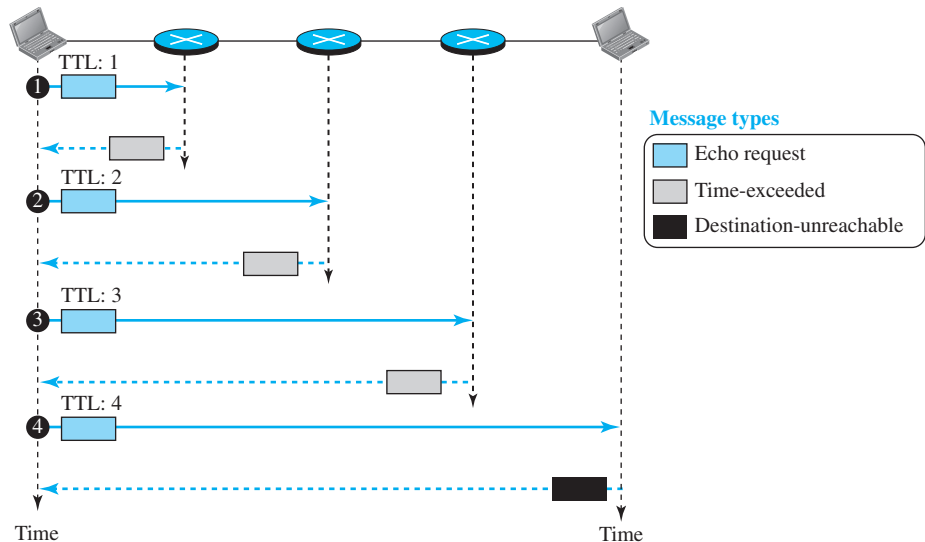 TTL: 1
1
Message types
Echo request
Time-exceeded
Destination-unreachable
TTL: 2
2
TTL: 3
3
TTL: 4
4
Time
Time